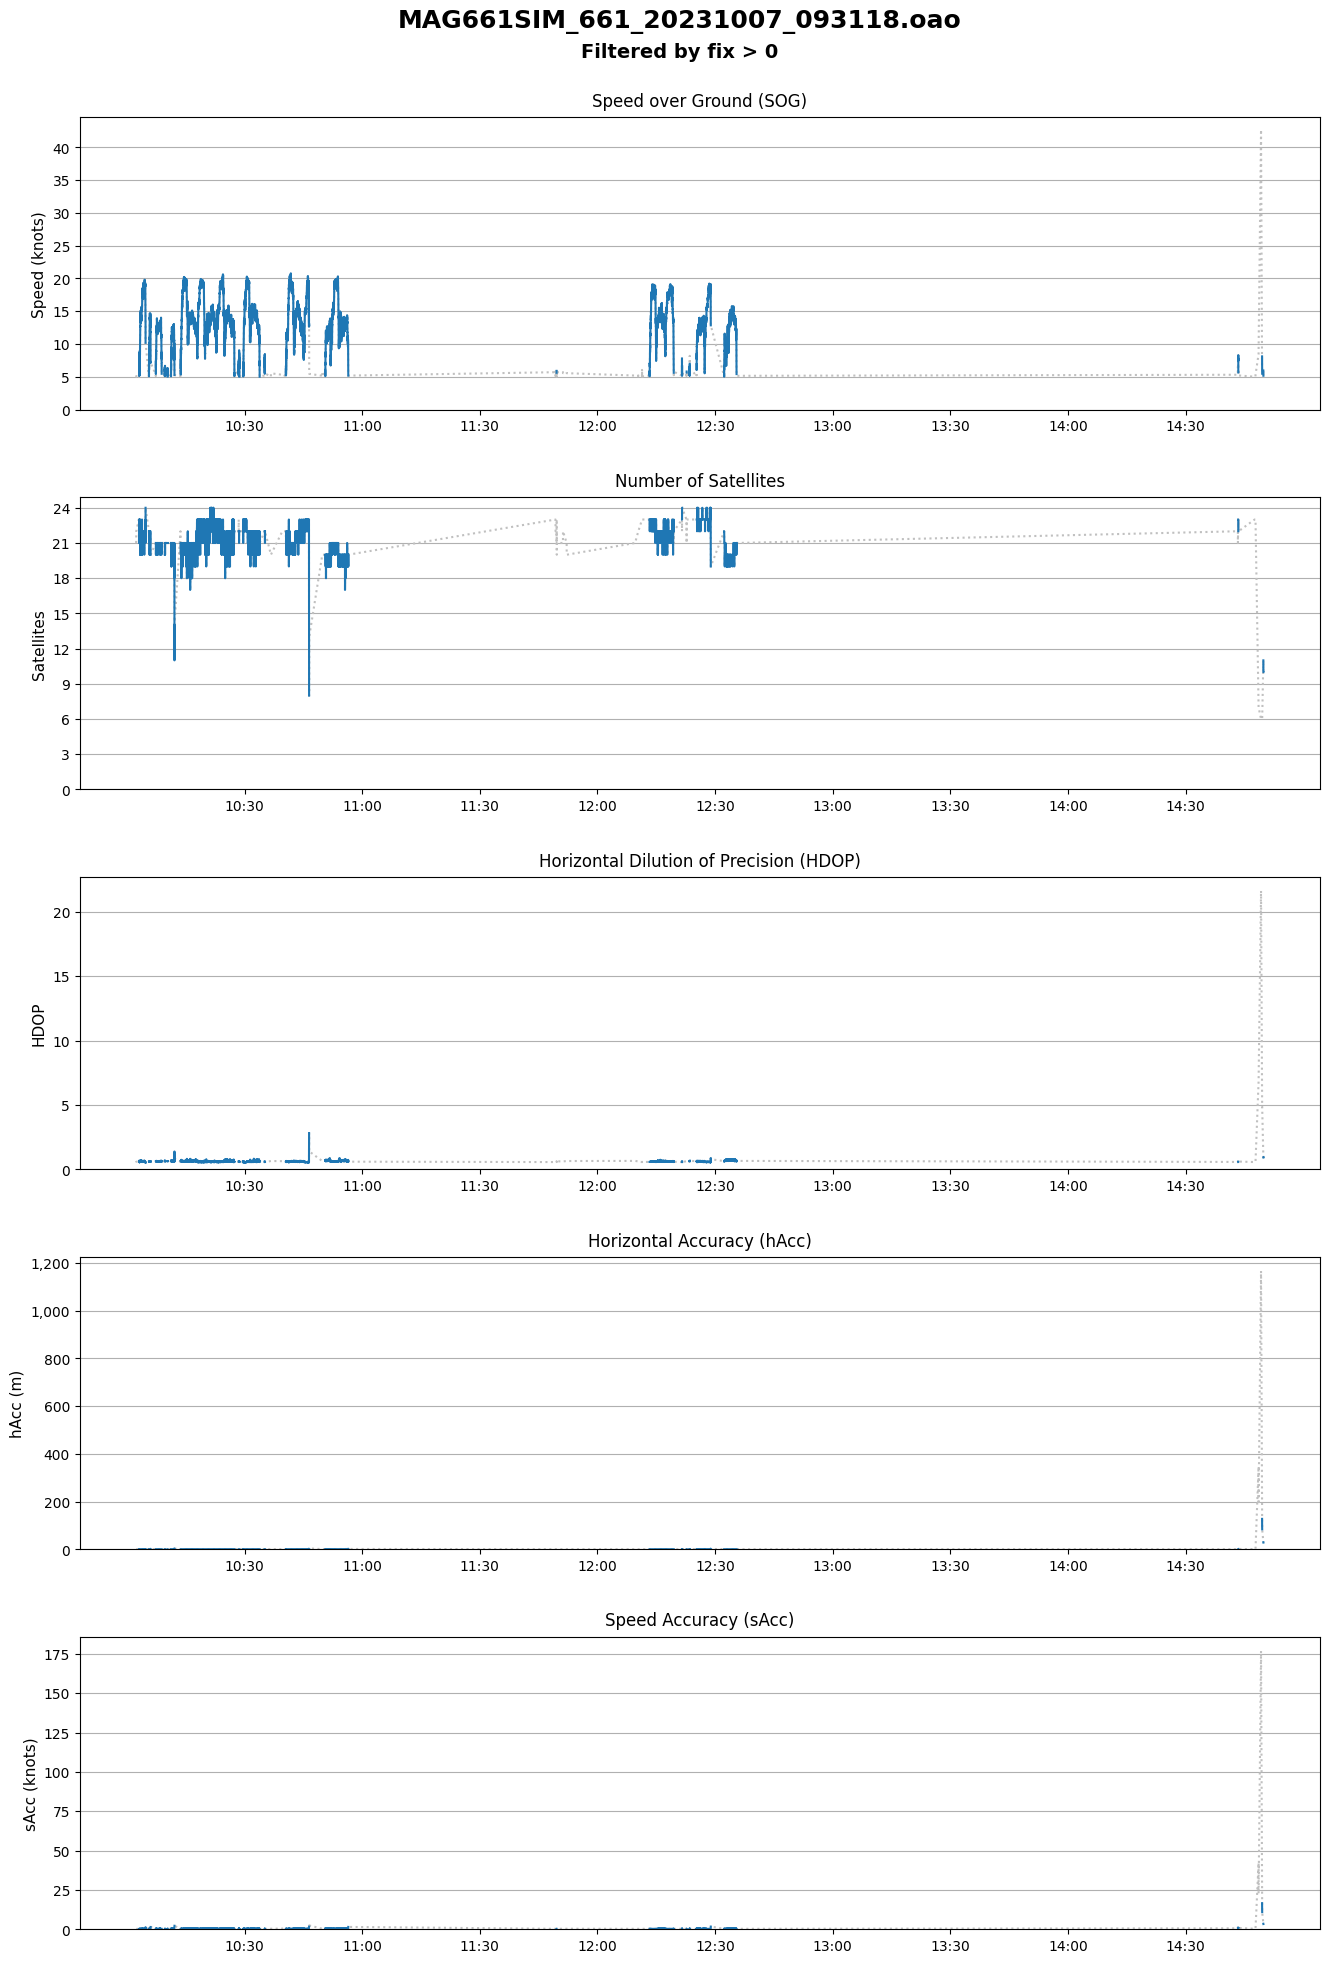 MAG661SIM_661_20231007_093118.oao
Filtered by fix > 0
Speed over Ground (SOG)
Speed (knots)
40
35
30
25
20
15
10
5
0
10:30 11:00 11:30 12:00 12:30 13:00 13:30 14:00 14:30
Number of Satellites
Satellites
24
21
18
15
12
9
6
3
0
10:30 11:00 11:30 12:00 12:30 13:00 13:30 14:00 14:30
Horizontal Dilution of Precision (HDOP)
HDOP
20
15
10
5
0
10:30 11:00 11:30 12:00 12:30 13:00 13:30 14:00 14:30
Horizontal Accuracy (hAcc)
hAcc (m)
1,200
1,000
800
600
400
200
0
10:30 11:00 11:30 12:00 12:30 13:00 13:30 14:00 14:30
Speed Accuracy (sAcc)
sAcc (knots)
175
150
125
100
75
50
25
0
10:30 11:00 11:30 12:00 12:30 13:00 13:30 14:00 14:30